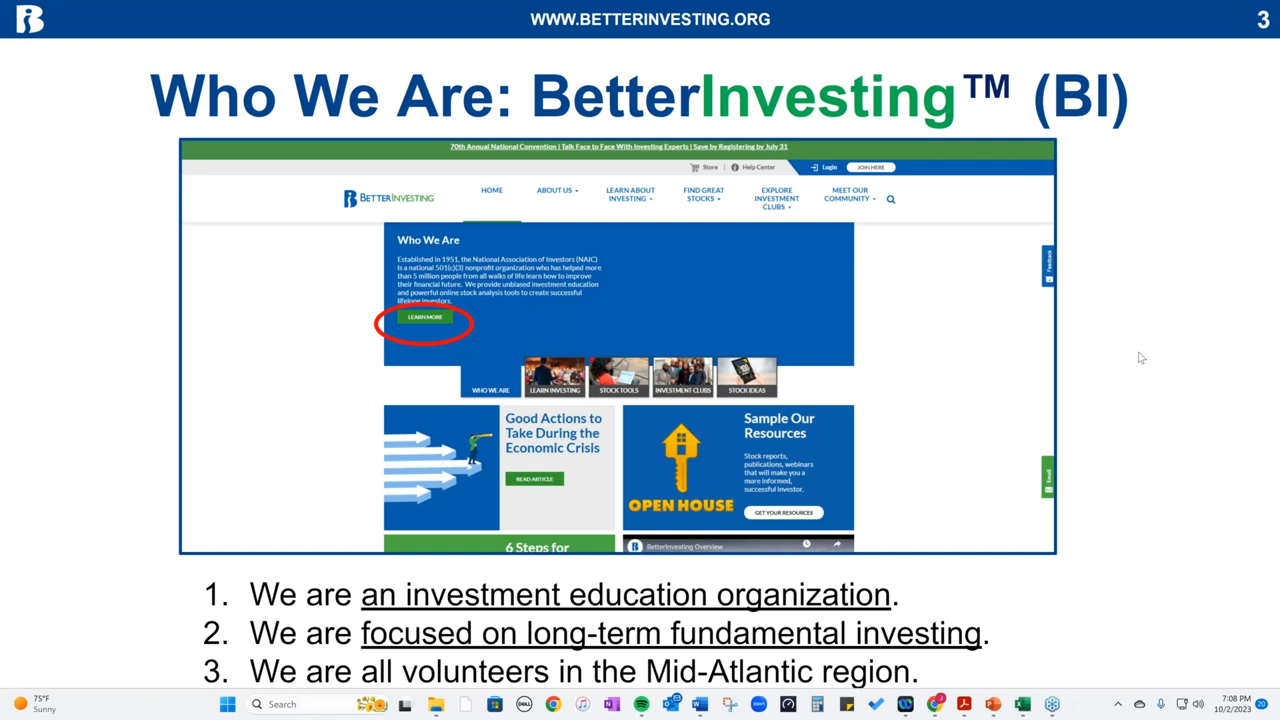 WWW.BETTERINVESTING.ORG
3
Who We Are: BetterInvesting™ (BI)
70th Annual National Convention | Talk Face to Face With Investing Experts | Save by Registering by July 31
Store | Help Center
Login
JOIN HERE
BETTERINVESTING
HOME
ABOUT US
LEARN ABOUT
INVESTING
FIND GREAT
STOCKS
EXPLORE
INVESTMENT
CLUBS
MEET OUR
COMMUNITY
Who We Are
Established in 1951, the National Association of Investors (NAIC)
is a national 501(c)(3) nonprofit organization who has helped more
than 5 million people from all walks of life learn how to improve
their financial future. We provide unbiased investment education
and powerful online stock analysis tools to create successful
lifelong investors.
LEARN MORE
Feedback
WHO WE ARE
LEARN INVESTING
STOCK TOOLS
INVESTMENT CLUBS
STOCK IDEAS
Good Actions to
Take During the
Economic Crisis
READ ARTICLE
OPEN HOUSE
Sample Our
Resources
Stock reports,
publications, webinars
that will make you a
more informed,
successful investor.
GET YOUR RESOURCES
Email
6 Steps for
BetterInvesting Overview
1. We are an investment education organization.
2. We are focused on long-term fundamental investing.
3. We are all volunteers in the Mid-Atlantic region.
75°F
Sunny
Search
DELL
zoom
7:08 PM
10/2/2023
20